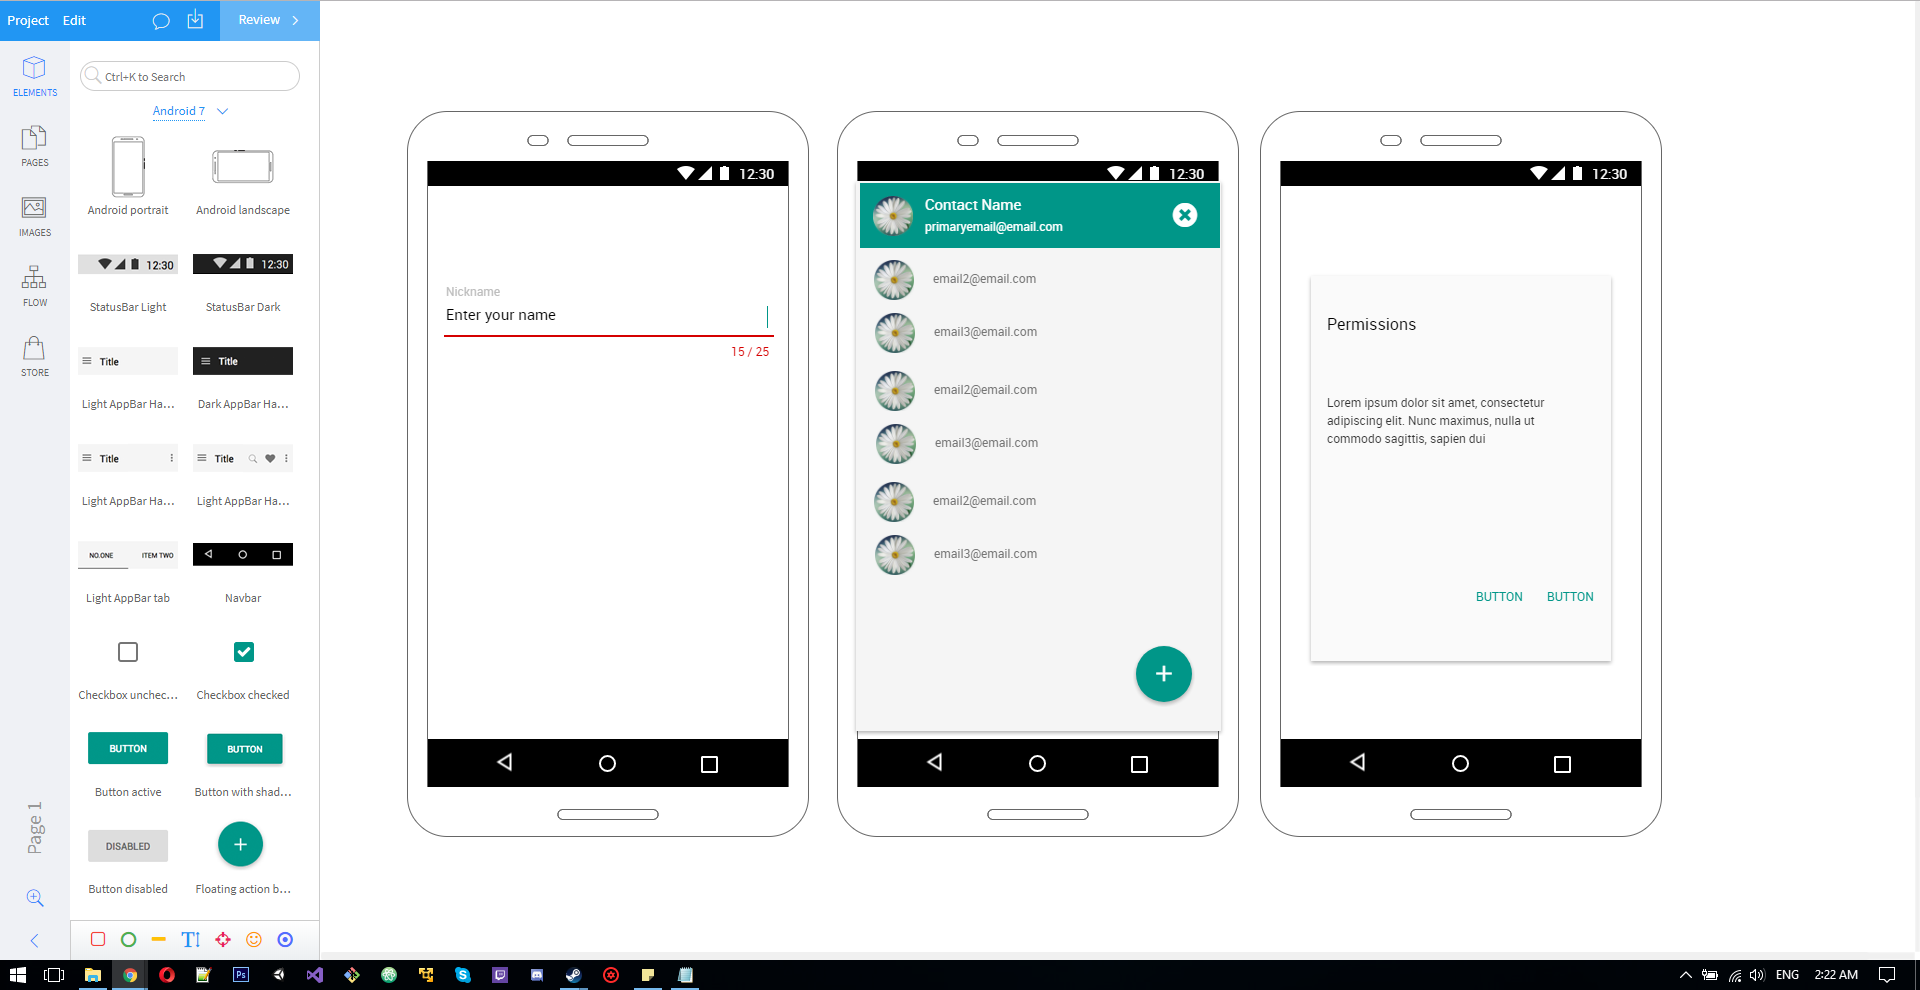 Project Edit Review
Ctrl+K to Search
ELEMENTS
Android 7
PAGES
Android portrait Android landscape
IMAGES
12:30 12:30
StatusBar Light StatusBar Dark
FLOW
Title Title
STORE
Light AppBar Ha... Dark AppBar Ha...
Title Title
Light AppBar Ha... Light AppBar Ha...
NO.ONE ITEM TWO
Light AppBar tab Navbar
Checkbox unchec... Checkbox checked
BUTTON BUTTON
Button active Button with shad...
Page 1
DISABLED
Button disabled Floating action b...
T
12:30
Nickname
Enter your name
15 / 25
12:30
Contact Name
primaryemail@email.com
email2@email.com
email3@email.com
email2@email.com
email3@email.com
email2@email.com
email3@email.com
12:30
Permissions
Lorem ipsum dolor sit amet, consectetur
adipiscing elit. Nunc maximus, nulla ut
commodo sagittis, sapien dui
BUTTON BUTTON
Ps
ENG 2:22 AM